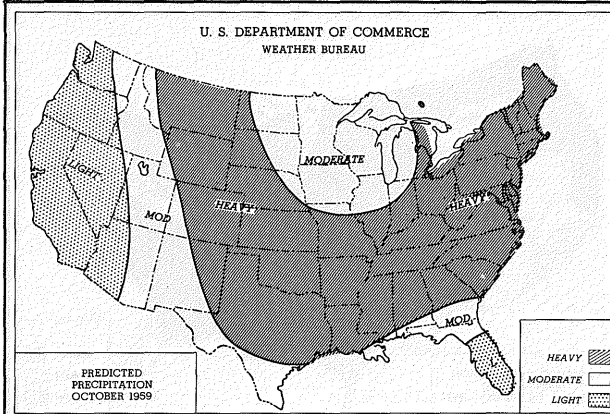 U. S. DEPARTMENT OF COMMERCE
WEATHER BUREAU
MODERATE
LIGHT
MOD
HEAVY
HEAVY
MOD.
PREDICTED
PRECIPITATION
OCTOBER 1959
HEAVY
MODERATE
LIGHT